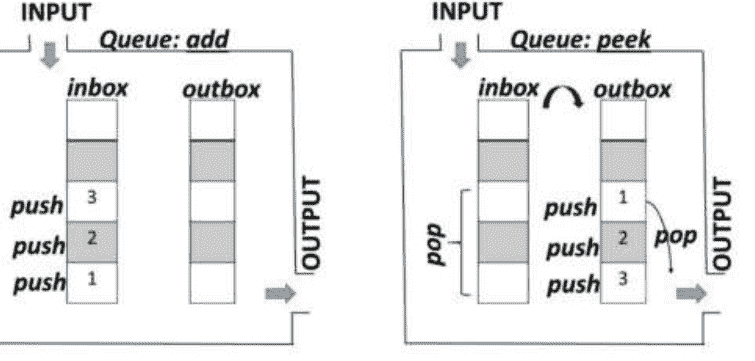 INPUT
Queue: add
inbox outbox
push 3
push 2
push 1
OUTPUT
INPUT
Queue: peek
inbox outbox
pop
push 1
push 2
push 3
pop
OUTPUT